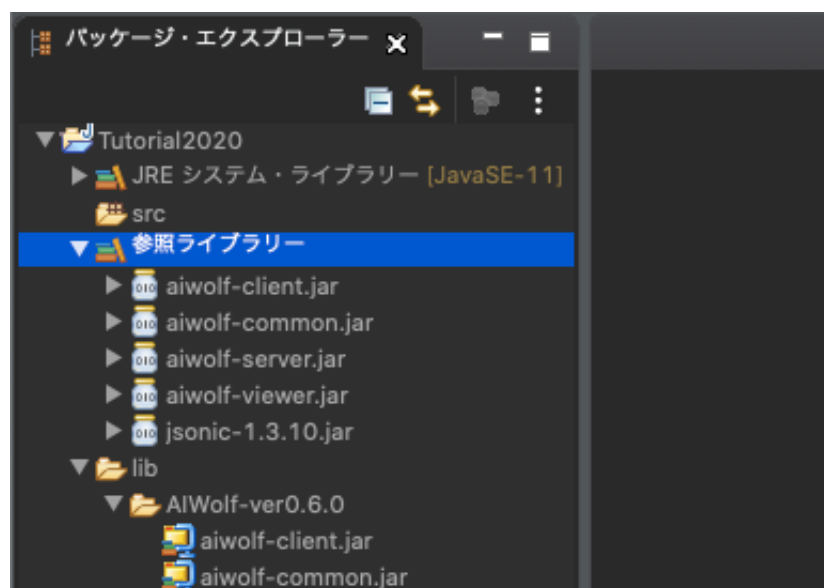 パッケージ・エクスプローラー
Tutorial2020
JRE システム・ライブラリー [JavaSE-11]
src
参照ライブラリー
aiwolf-client.jar
aiwolf-common.jar
aiwolf-server.jar
aiwolf-viewer.jar
jsonic-1.3.10.jar
lib
AIWolf-ver0.6.0
aiwolf-client.jar
aiwolf-common.jar